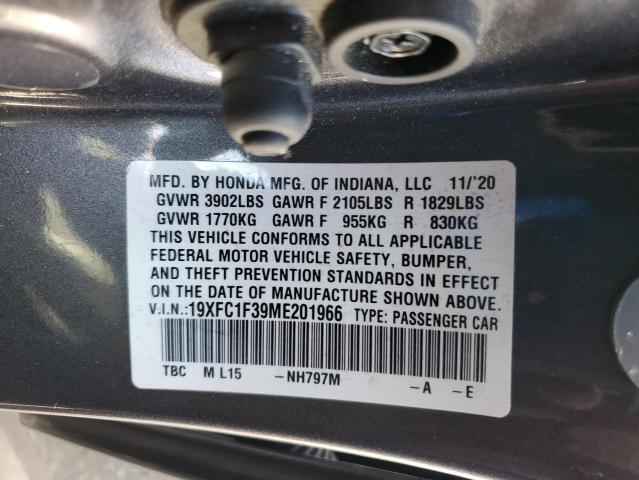 MFD. BY HONDA MFG. OF INDIANA, LLC 11/'20
GVWR 3902LBS GAWR F 2105LBS R 1829LBS
GVWR 1770KG GAWR F 955KG R 830KG
THIS VEHICLE CONFORMS TO ALL APPLICABLE
FEDERAL MOTOR VEHICLE SAFETY, BUMPER,
AND THEFT PREVENTION STANDARDS IN EFFECT
ON THE DATE OF MANUFACTURE SHOWN ABOVE.
V.I.N.:19XFC1F39ME201966 TYPE: PASSENGER CAR
TBC M L15 -NH797M -A -E